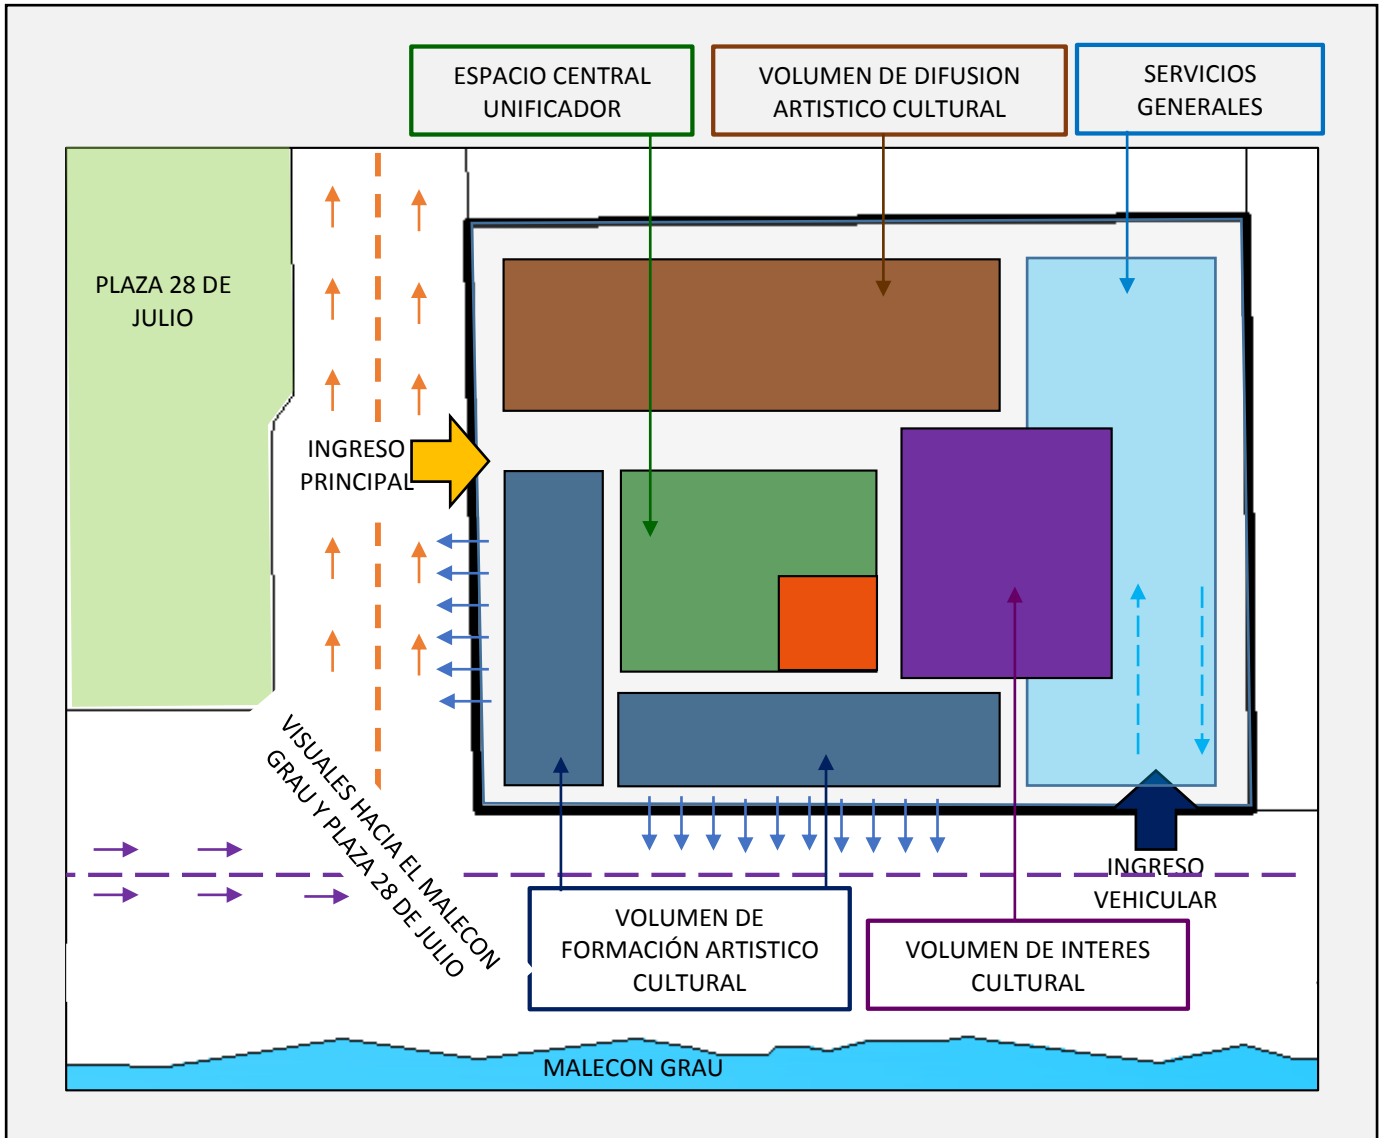 ESPACIO CENTRAL
UNIFICADOR
VOLUMEN DE DIFUSION
ARTISTICO CULTURAL
SERVICIOS
GENERALES
PLAZA 28 DE
JULIO
INGRESO
PRINCIPAL
VISUALES HACIA EL MALECON
GRAU Y PLAZA 28 DE JULIO
INGRESO
VEHICULAR
VOLUMEN DE
FORMACIÓN ARTISTICO
CULTURAL
VOLUMEN DE INTERES
CULTURAL
MALECON GRAU